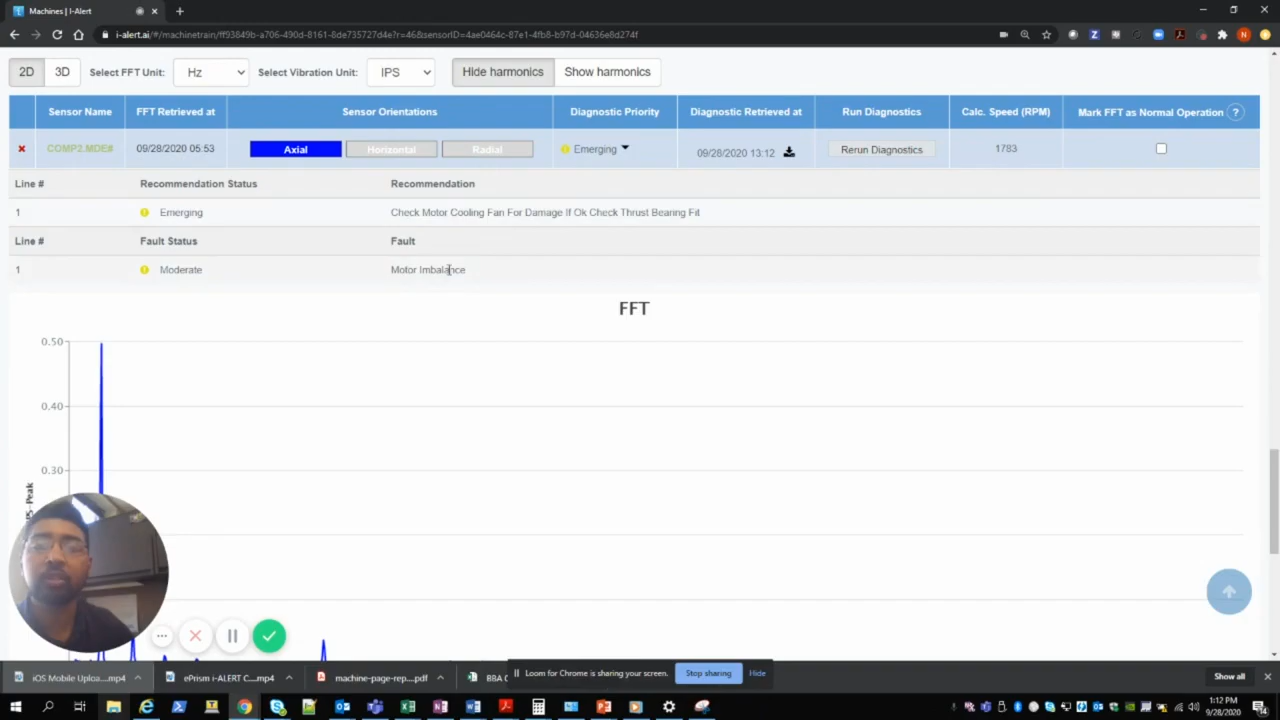 Machines | I-Alert
i-alert.ai/#/machinetrain/ff93849b-a706-490d-8161-8de735727d4e?r=46&sensorID=4ae0464c-87e1-4fb8-b97d-04636e8d274f
2D 3D Select FFT Unit: Hz Select Vibration Unit: IPS Hide harmonics Show harmonics
Sensor Name FFT Retrieved at Sensor Orientations Diagnostic Priority Diagnostic Retrieved at Run Diagnostics Calc. Speed (RPM) Mark FFT as Normal Operation ?
COMP2.MDE# 09/28/2020 05:53 Axial Horizontal Radial Emerging 09/28/2020 13:12 Rerun Diagnostics 1783
Line # Recommendation Status Recommendation
1 Emerging Check Motor Cooling Fan For Damage If Ok Check Thrust Bearing Fit
Line # Fault Status Fault
1 Moderate Motor Imbalance
FFT
0.50
0.40
0.30
iOS Mobile Uploa....mp4 ePrism i-ALERT C....mp4 machine-page-rep....pdf BBA Loom for Chrome is sharing your screen. Stop sharing Hide Show all
1:12 PM
9/28/2020